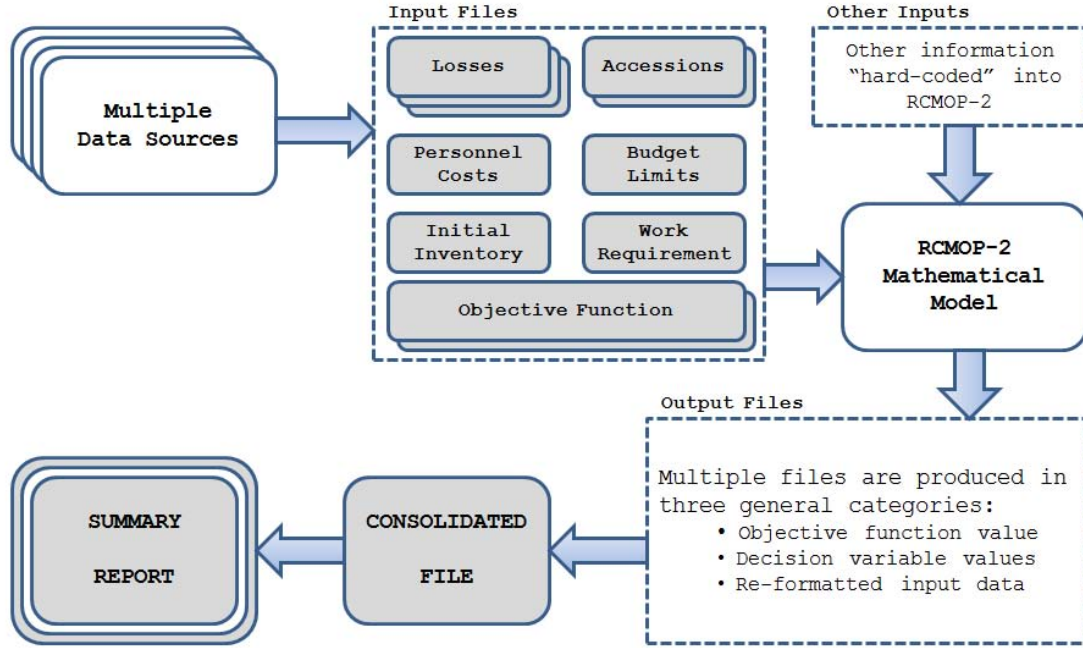 Input Files
Other Inputs
Multiple
Data Sources
Losses
Accessions
Personnel
Costs
Budget
Limits
Initial
Inventory
Work
Requirement
Objective Function
Other information
“hard-coded” into
RCMOP-2
RCMOP-2
Mathematical
Model
Output Files
Multiple files are produced in
three general categories:
• Objective function value
• Decision variable values
• Re-formatted input data
CONSOLIDATED
FILE
SUMMARY
REPORT